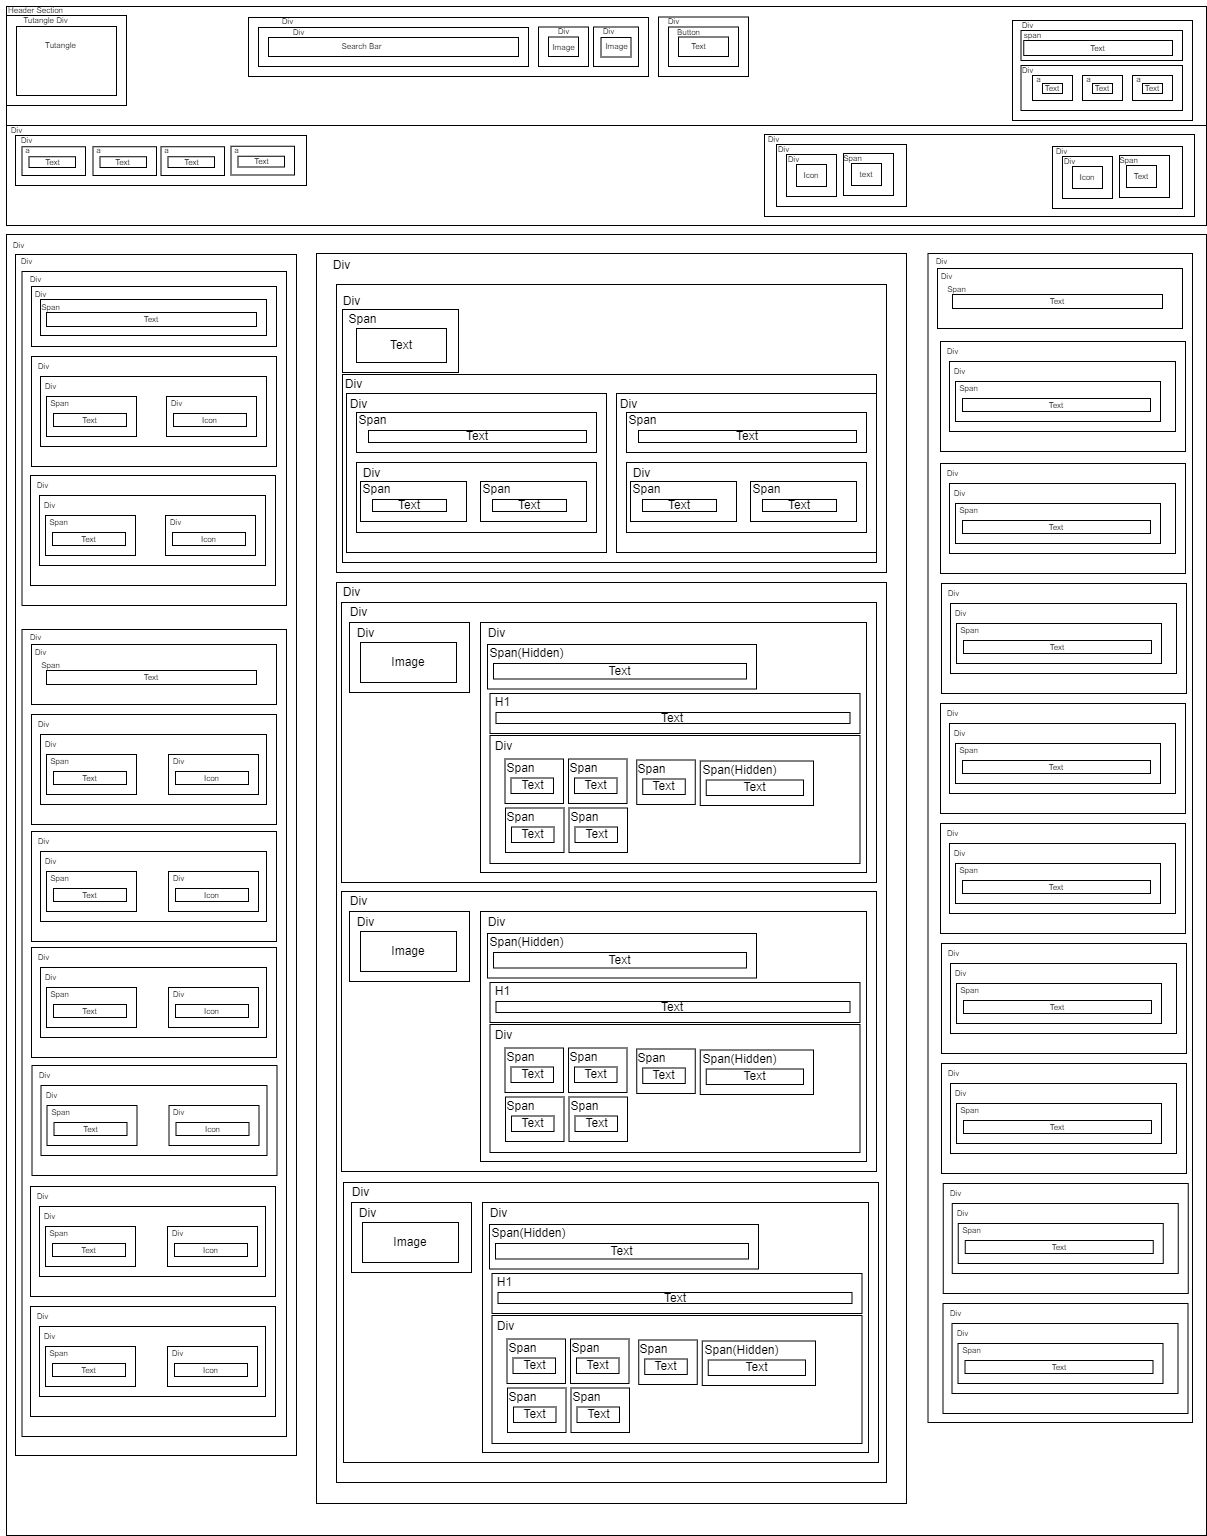 Header Section
Tutangle Div
Tutangle
Div
Div
Search Bar
Div
Image
Div
Image
Div
Button
Text
Div
span
Text
Div
a
Text
a
Text
a
Text
Div
Div
a
Text
a
Text
a
Text
a
Text
Div
Div
Div
Icon
Span
text
Div
Div
Icon
Span
Text
Div
Div
Div
Div
Span
Text
Div
Div
Span
Text
Div
Icon
Div
Div
Span
Text
Div
Icon
Div
Div
Span
Text
Div
Div
Span
Text
Div
Icon
Div
Div
Span
Text
Div
Icon
Div
Div
Span
Text
Div
Icon
Div
Div
Span
Text
Div
Icon
Div
Div
Span
Text
Div
Icon
Div
Div
Span
Text
Div
Icon
Div
Div
Span
Text
Div
Div
Span
Text
Div
Span
Text
Span
Text
Div
Span
Text
Div
Span
Text
Span
Text
Div
Div
Div
Image
Div
Span(Hidden)
Text
H1
Text
Div
Span
Text
Span
Text
Span
Text
Span(Hidden)
Text
Span
Text
Span
Text
Div
Div
Image
Div
Span(Hidden)
Text
H1
Text
Div
Span
Text
Span
Text
Span
Text
Span(Hidden)
Text
Span
Text
Span
Text
Div
Div
Image
Div
Span(Hidden)
Text
H1
Text
Div
Span
Text
Span
Text
Span
Text
Span(Hidden)
Text
Span
Text
Span
Text
Div
Div
Span
Text
Div
Div
Span
Text
Div
Div
Span
Text
Div
Div
Span
Text
Div
Div
Span
Text
Div
Div
Span
Text
Div
Div
Span
Text
Div
Div
Span
Text
Div
Div
Span
Text
Div
Div
Span
Text